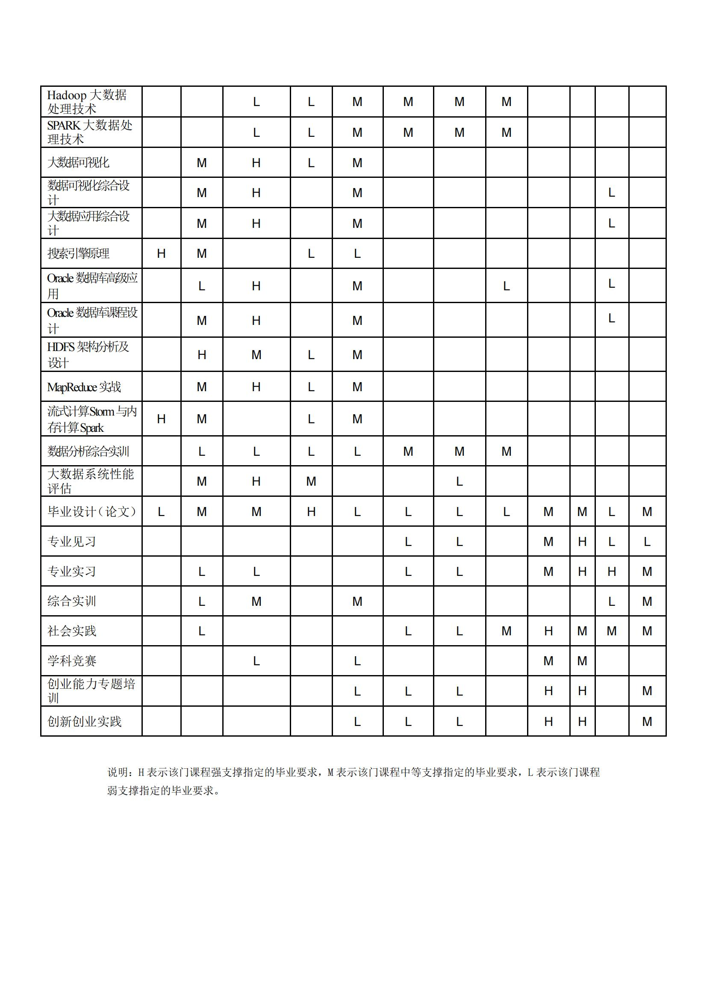 Hadoop 大数据
处理技术 L L M M M M
SPARK 大数据处
理技术 L L M M M M
大数据可视化 M H L M
数据可视化综合设
计 M H M L
大数据应用综合设
计 M H M L
搜索引擎原理 H M L L
Oracle 数据库高级应
用 L H M L L
Oracle 数据库课程设
计 M H M L
HDFS 架构分析及
设计 H M L M
MapReduce 实战 M H L M
流式计算 Storm 与内
存计算 Spark H M L M
数据分析综合实训 L L L L M M M
大数据系统性能
评估 M H M L
毕业设计（论文） L M M H L L L L M M L M
专业见习 L L M H L L
专业实习 L L L L M H H M
综合实训 L M M L M
社会实践 L L L M H M M M
学科竞赛 L L M M
创业能力专题培
训 L L L H H M
创新创业实践 L L L H H M
说明：H 表示该门课程强支撑指定的毕业要求，M 表示该门课程中等支撑指定的毕业要求，L 表示该门课程
弱支撑指定的毕业要求。